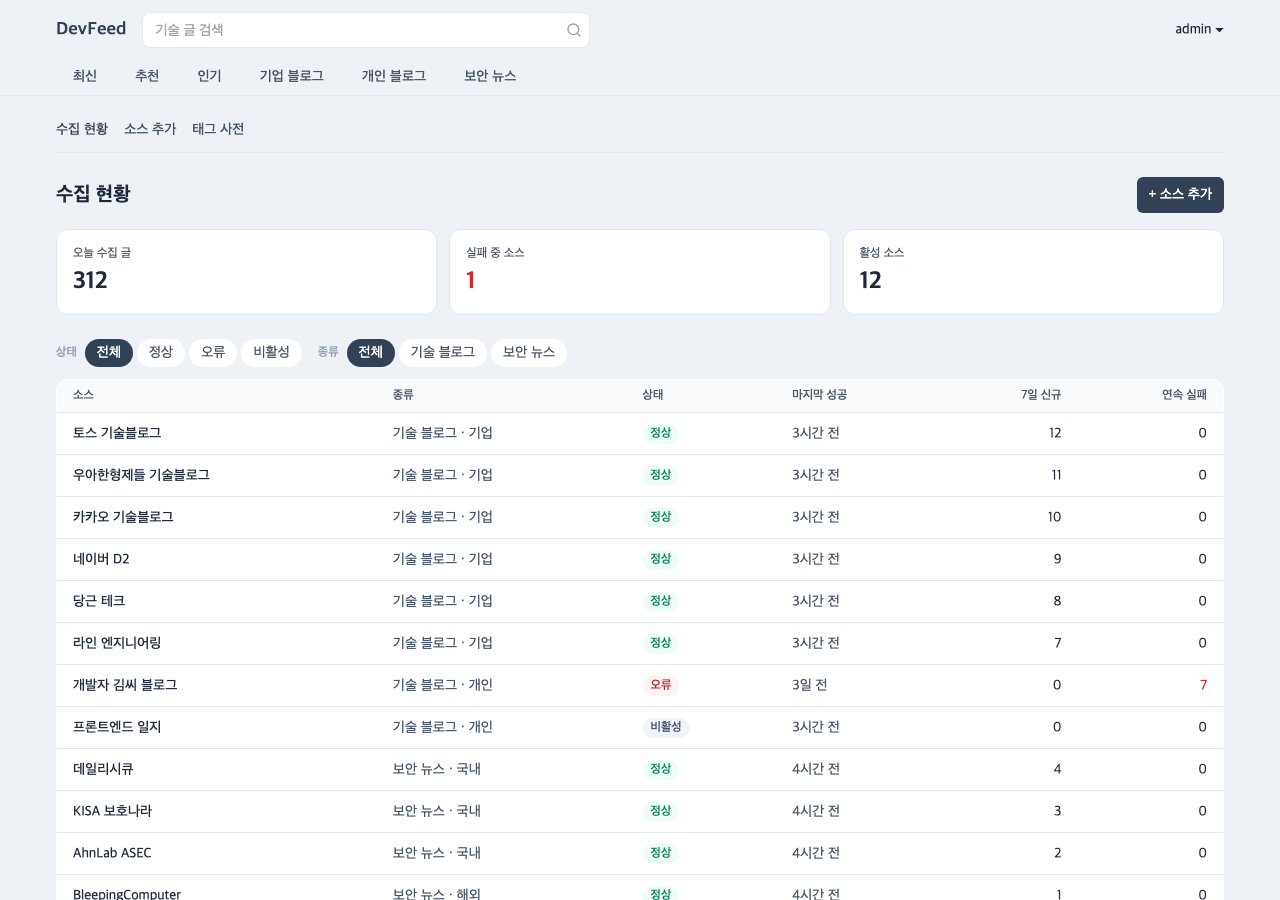 DevFeed 기술 글 검색 admin
최신 추천 인기 기업 블로그 개인 블로그 보안 뉴스
수집 현황 소스 추가 태그 사전
수집 현황 + 소스 추가
오늘 수집 글 실패 중 소스 활성 소스
312 1 12
상태 전체 정상 오류 비활성 종류 전체 기술 블로그 보안 뉴스
소스 종류 상태 마지막 성공 7일 신규 연속 실패
토스 기술블로그 기술 블로그 · 기업 정상 3시간 전 12 0
우아한형제들 기술블로그 기술 블로그 · 기업 정상 3시간 전 11 0
카카오 기술블로그 기술 블로그 · 기업 정상 3시간 전 10 0
네이버 D2 기술 블로그 · 기업 정상 3시간 전 9 0
당근 테크 기술 블로그 · 기업 정상 3시간 전 8 0
라인 엔지니어링 기술 블로그 · 기업 정상 3시간 전 7 0
개발자 김씨 블로그 기술 블로그 · 개인 오류 3일 전 0 7
프론트엔드 일지 기술 블로그 · 개인 비활성 3시간 전 0 0
데일리시큐 보안 뉴스 · 국내 정상 4시간 전 4 0
KISA 보호나라 보안 뉴스 · 국내 정상 4시간 전 3 0
AhnLab ASEC 보안 뉴스 · 국내 정상 4시간 전 2 0
BleepingComputer 보안 뉴스 · 해외 정상 4시간 전 1 0